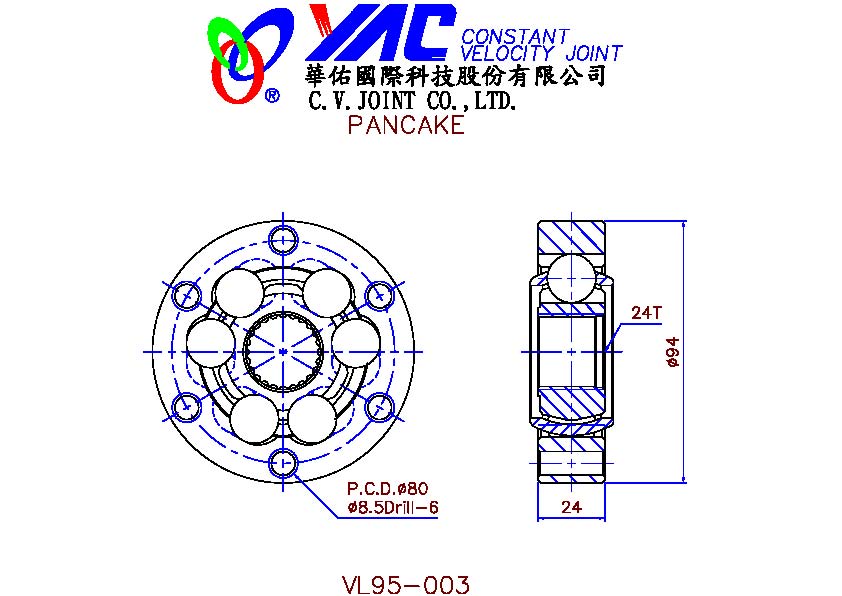 YAC CONSTANT
VELOCITY JOINT
®
華佑國際科技股份有限公司
C.V.JOINT CO.,LTD.
PANCAKE
24T
ø94
P.C.D.ø80
ø8.5Drill-6
24
VL95-003